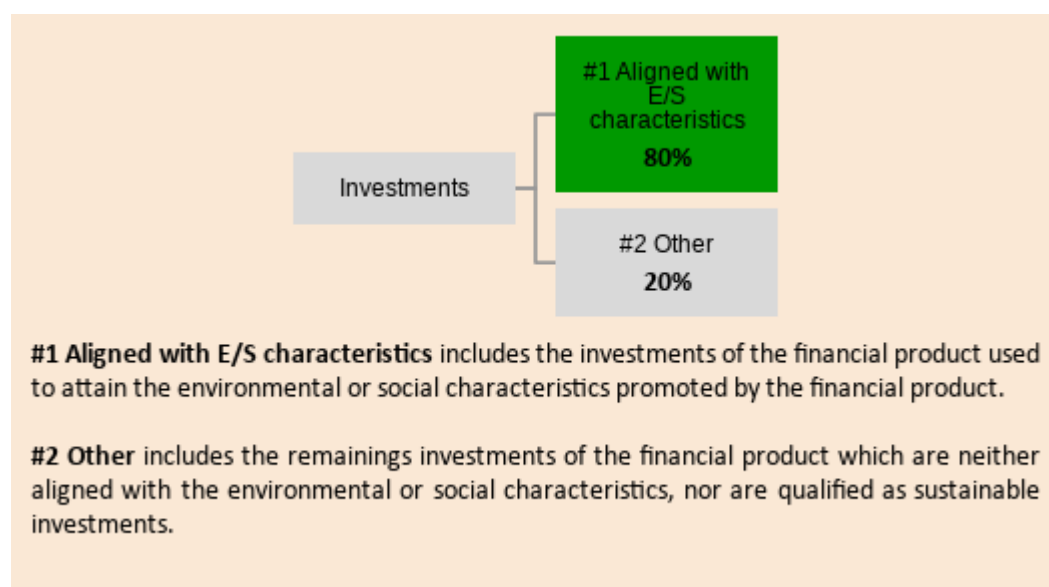 #1 Aligned with
E/S
characteristics
80%
Investments
#2 Other
20%
#1 Aligned with E/S characteristics includes the investments of the financial product used
to attain the environmental or social characteristics promoted by the financial product.
#2 Other includes the remainings investments of the financial product which are neither
aligned with the environmental or social characteristics, nor are qualified as sustainable
investments.